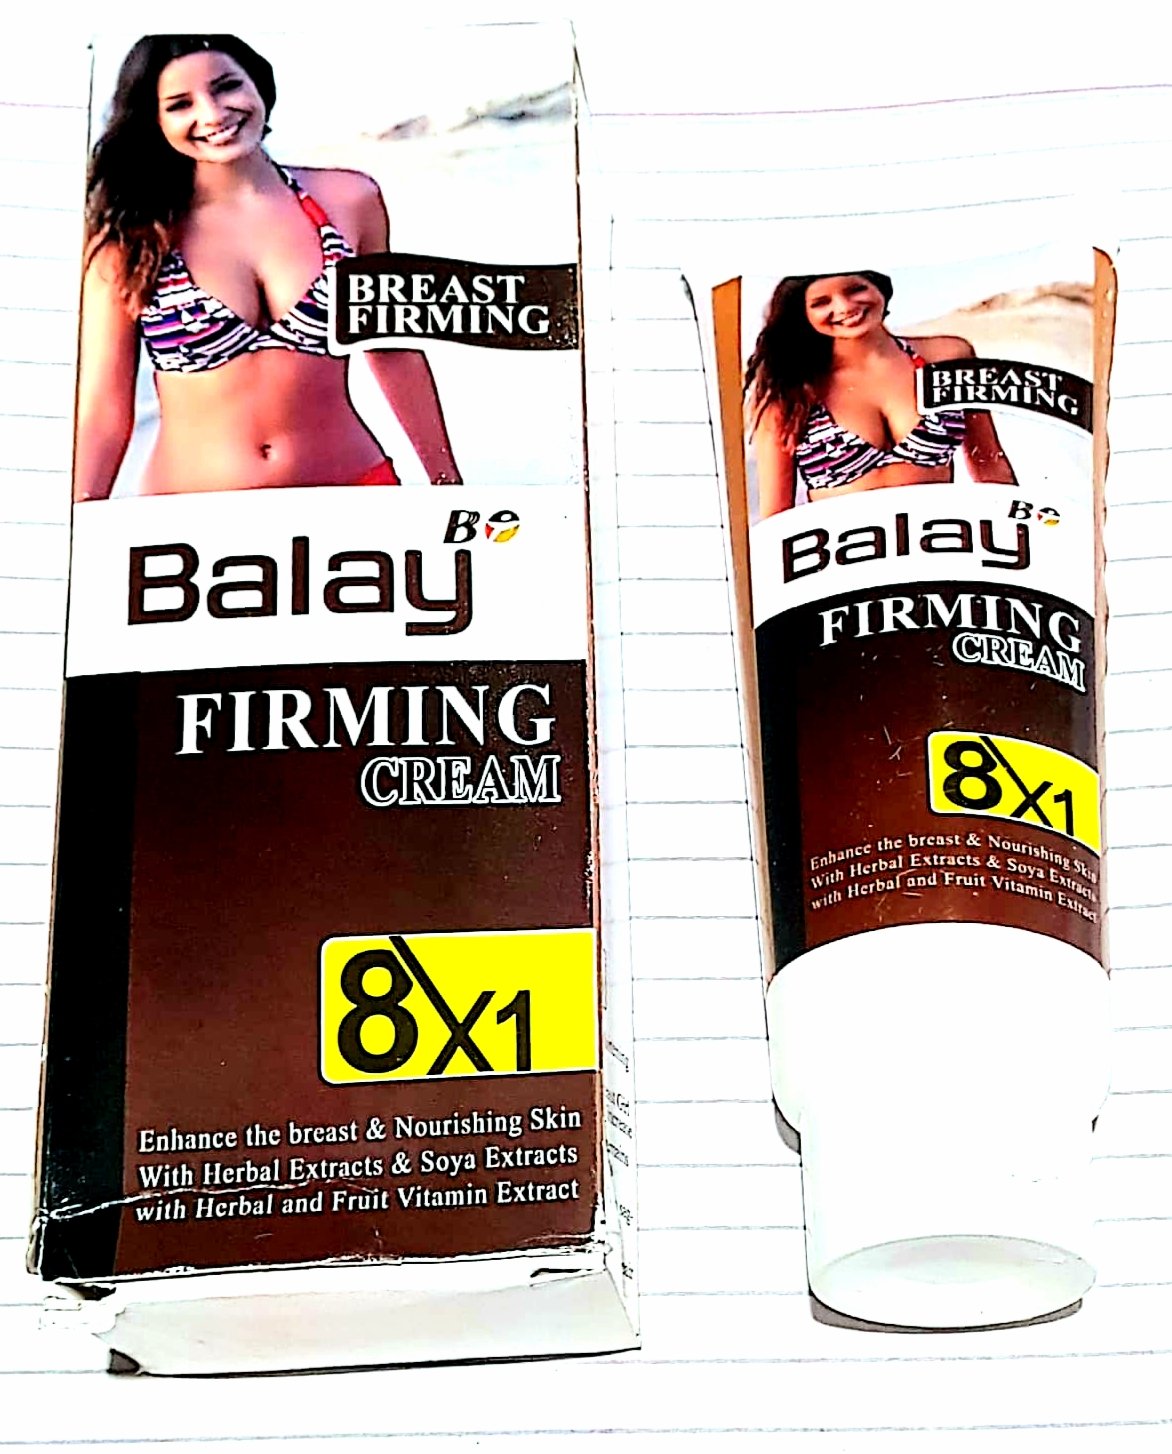 BREAST
FIRMING
Balay
B
FIRMING
CREAM
8X1
Enhance the breast & Nourishing Skin
With Herbal Extracts & Soya Extracts
with Herbal and Fruit Vitamin Extract
BREAST
FIRMING
Balay
B
FIRMING
CREAM
8X1
Enhance the breast & Nourishing Skin
With Herbal Extracts & Soya Extracts
with Herbal and Fruit Vitamin Extract